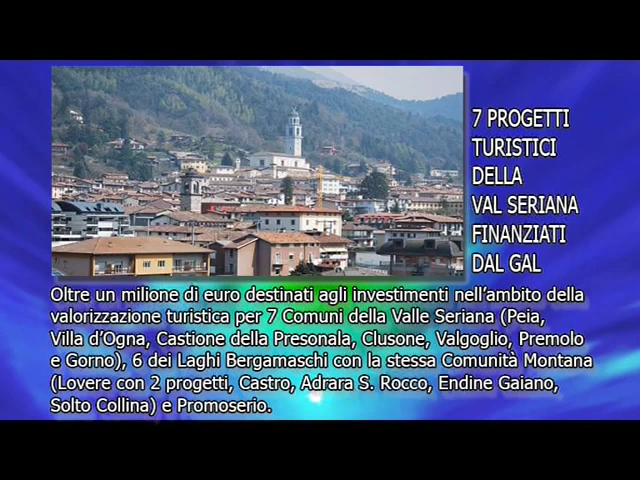 7 PROGETTI
TURISTICI
DELLA
VAL SERIANA
FINANZIATI
DAL GAL
Oltre un milione di euro destinati agli investimenti nell'ambito della
valorizzazione turistica per 7 Comuni della Valle Seriana (Peia,
Villa d'Ogna, Castione della Presonala, Clusone, Valgoglio, Premolo
e Gorno), 6 dei Laghi Bergamaschi con la stessa Comunità Montana
(Lovere con 2 progetti, Castro, Adrara S. Rocco, Endine Gaiano,
Solto Collina) e Promoserio.